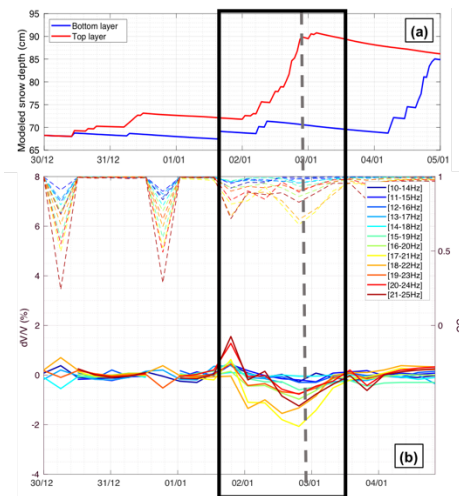 95
90
85
80
75
70
65
Modeled snow depth (cm)
Bottom layer
Top layer
(a)
30/12 31/12 01/01 02/01 03/01 04/01 05/01
8
6
4
2
0
-2
-4
dV/V (%)
1
0.5
0
CC
[10-14Hz]
[11-15Hz]
[12-16Hz]
[13-17Hz]
[14-18Hz]
[15-19Hz]
[16-20Hz]
[17-21Hz]
[18-22Hz]
[19-23Hz]
[20-24Hz]
[21-25Hz]
(b)
30/12 31/12 01/01 02/01 03/01 04/01